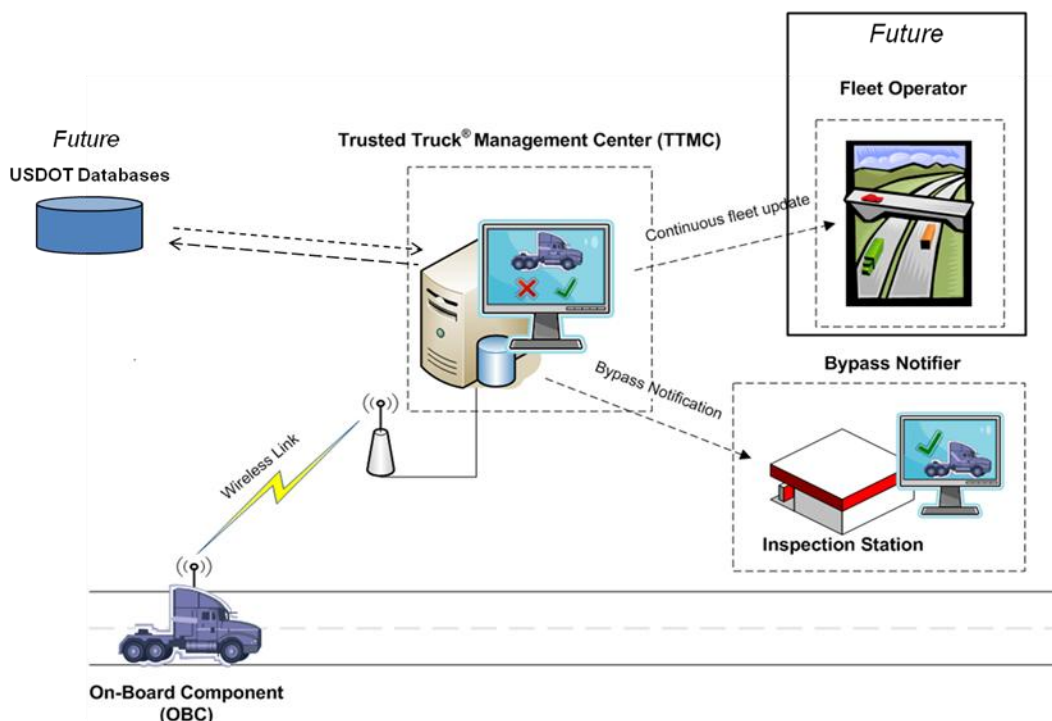 Future
Fleet Operator
Future
USDOT Databases
Trusted Truck® Management Center (TTMC)
Continuous fleet update
Bypass Notifier
Bypass Notification
Inspection Station
Wireless Link
On-Board Component
(OBC)